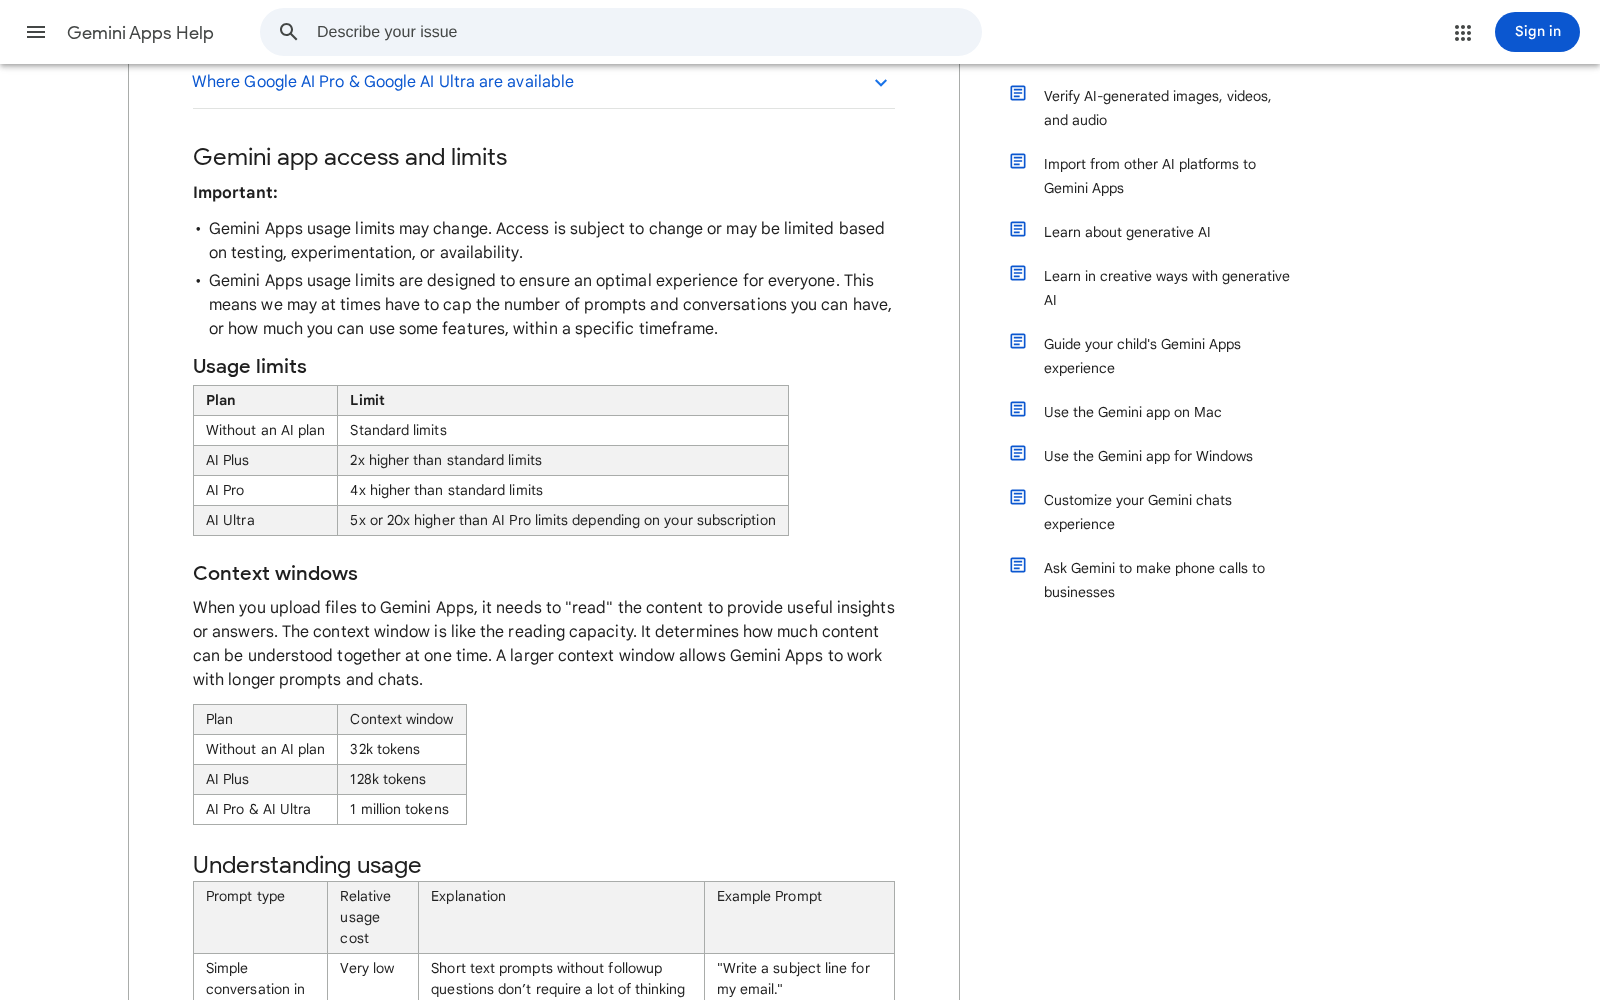 Gemini Apps Help
Describe your issue
Sign in
Where Google AI Pro & Google AI Ultra are available
Gemini app access and limits
Important:
• Gemini Apps usage limits may change. Access is subject to change or may be limited based
on testing, experimentation, or availability.
• Gemini Apps usage limits are designed to ensure an optimal experience for everyone. This
means we may at times have to cap the number of prompts and conversations you can have,
or how much you can use some features, within a specific timeframe.
Usage limits
Plan Limit
Without an AI plan Standard limits
AI Plus 2x higher than standard limits
AI Pro 4x higher than standard limits
AI Ultra 5x or 20x higher than AI Pro limits depending on your subscription
Context windows
When you upload files to Gemini Apps, it needs to "read" the content to provide useful insights
or answers. The context window is like the reading capacity. It determines how much content
can be understood together at one time. A larger context window allows Gemini Apps to work
with longer prompts and chats.
Plan Context window
Without an AI plan 32k tokens
AI Plus 128k tokens
AI Pro & AI Ultra 1 million tokens
Understanding usage
Prompt type
Relative
usage
cost
Explanation
Example Prompt
Simple
conversation in
Very low
Short text prompts without followup
questions don’t require a lot of thinking
"Write a subject line for
my email."
Verify AI-generated images, videos,
and audio
Import from other AI platforms to
Gemini Apps
Learn about generative AI
Learn in creative ways with generative
AI
Guide your child's Gemini Apps
experience
Use the Gemini app on Mac
Use the Gemini app for Windows
Customize your Gemini chats
experience
Ask Gemini to make phone calls to
businesses